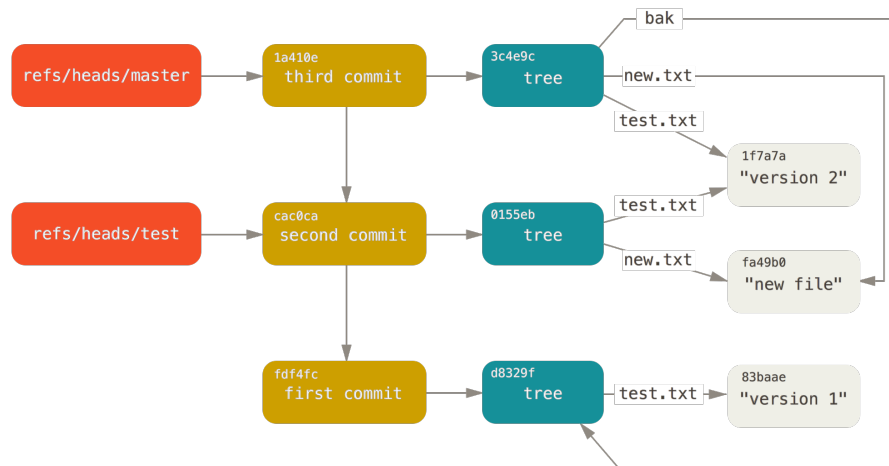 bak
1a410e
3c4e9c
refs/heads/master
third commit
tree
new.txt
test.txt
1f7a7a
"version 2"
cac0ca
0155eb
test.txt
refs/heads/test
second commit
tree
new.txt
fa49b0
"new file"
fdf4fc
d8329f
83baae
first commit
tree
test.txt
"version 1"